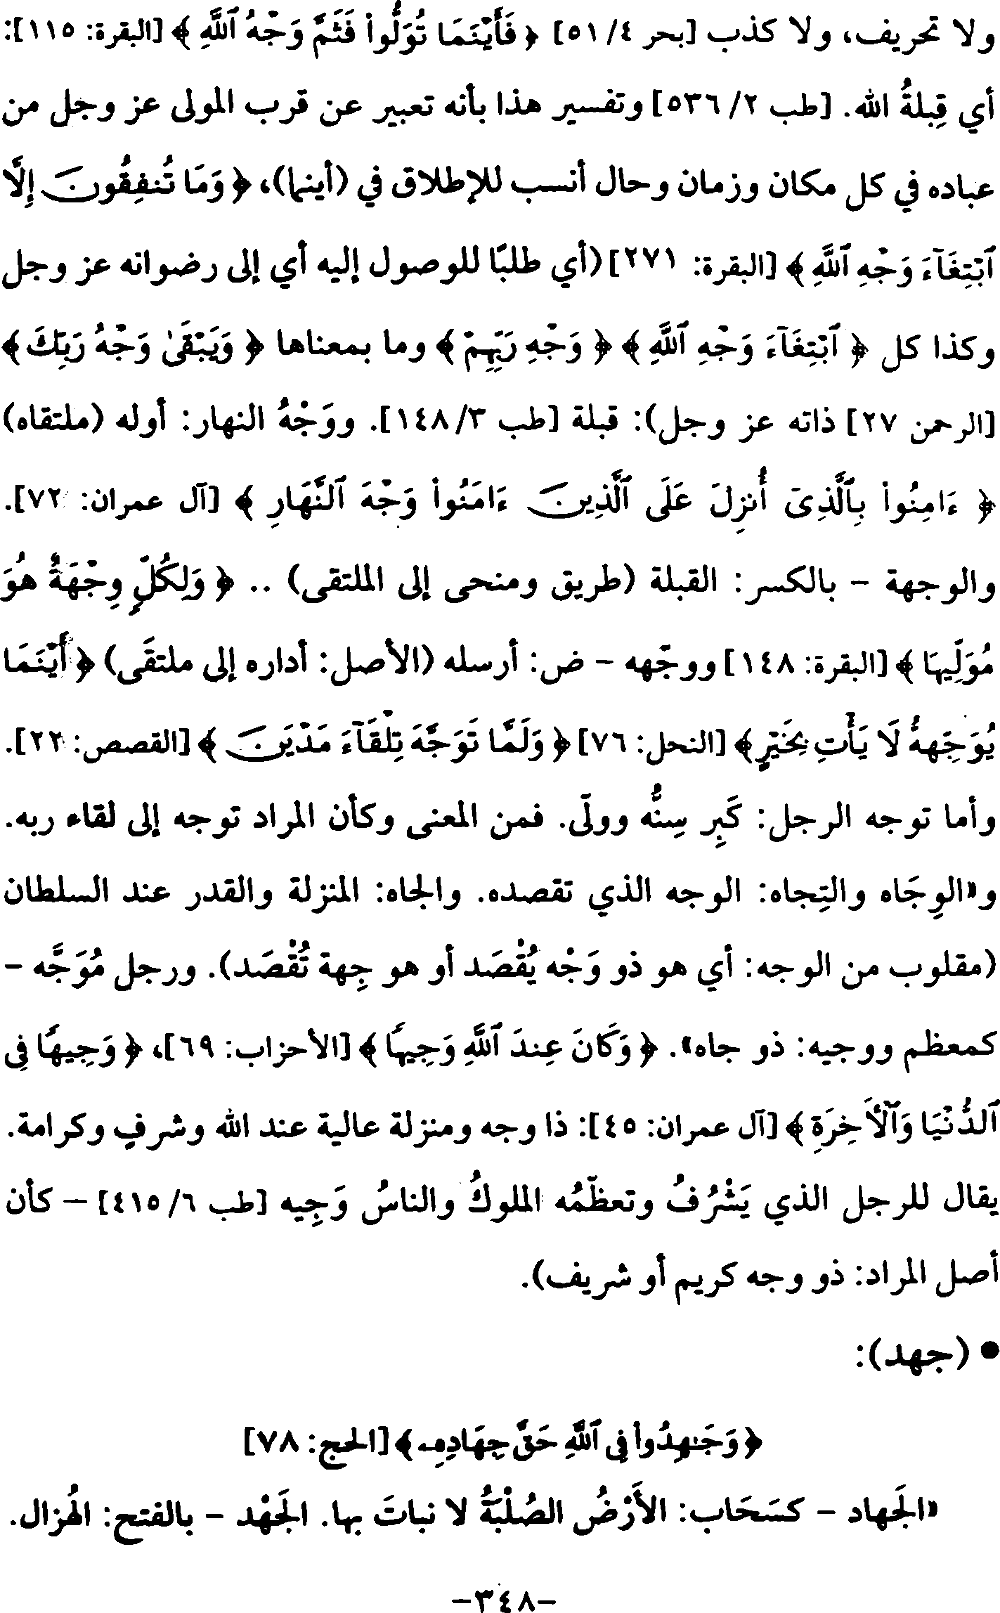 ولا تحريف، ولا كذب [بحر ٤/ ٥١] ﴿ فَأَيْنَمَا تُوَلُّوا۟ فَثَمَّ وَجْهُ ٱللَّهِ ﴾ [البقرة: ١١٥]:
أي قِبلةُ الله. [طب ٢/ ٥٣٦] وتفسير هذا بأنه تعبير عن قرب المولى عز وجل من
عباده في كل مكان وزمان وحال أنسب للإطلاق في (أينما)، ﴿ وَمَا تُنفِقُونَ إِلَّا
ٱبْتِغَآءَ وَجْهِ ٱللَّهِ ﴾ [البقرة: ٢٧١] (أي طلبًا للوصول إليه أي إلى رضوانه عز وجل
وكذا كل ﴿ ٱبْتِغَآءَ وَجْهِ ٱللَّهِ ﴾ ﴿ وَجْهِ رَبِّهِمْ ﴾ وما بمعناها ﴿ وَيَبْقَىٰ وَجْهُ رَبِّكَ ﴾
[الرحمن ٢٧] ذاته عز وجل): قبلة [طب ٣/ ١٤٨]. ووَجْهُ النهار: أوله (ملتقاه)
﴿ ءَامِنُوا۟ بِٱلَّذِىٓ أُنزِلَ عَلَى ٱلَّذِينَ ءَامَنُوا۟ وَجْهَ ٱلنَّهَارِ ﴾ [آل عمران: ٧٢].
والوجهة – بالكسر: القبلة (طريق ومنحى إلى الملتقى) .. ﴿ وَلِكُلٍّ وِجْهَةٌ هُوَ
مُوَلِّيهَا ﴾ [البقرة: ١٤٨] ووجّهه – ض: أرسله (الأصل: أداره إلى ملتقًى) ﴿ أَيْنَمَا
يُوَجِّههُّ لَا يَأْتِ بِخَيْرٍ ﴾ [النحل: ٧٦] ﴿ وَلَمَّا تَوَجَّهَ تِلْقَآءَ مَدْيَنَ ﴾ [القصص: ٢٢].
وأما توجه الرجل: كَبِر سِنُّه وولّى. فمن المعنى وكأن المراد توجه إلى لقاء ربه.
و«الوِجَاه والتِجاه: الوجه الذي تقصده. والجاه: المنزلة والقدر عند السلطان
(مقلوب من الوجه: أي هو ذو وَجْه يُقْصَد أو هو جِهة تُقْصَد). ورجل مُوَجَّه –
كمعظم ووجيه: ذو جاه». ﴿ وَكَانَ عِندَ ٱللَّهِ وَجِيهًا ﴾ [الأحزاب: ٦٩]، ﴿ وَجِيهًا فِى
ٱلدُّنْيَا وَٱلْأَخِرَةِ ﴾ [آل عمران: ٤٥]: ذا وجه ومنزلة عالية عند الله وشرفٍ وكرامة.
يقال للرجل الذي يَشْرُفُ وتعظّمُه الملوكُ والناسُ وَجِيه [طب ٦/ ٤١٥] – كأن
أصل المراد: ذو وجه كريم أو شريف).
• (جهد):
﴿ وَجَـٰهِدُوا۟ فِى ٱللَّهِ حَقَّ جِهَادِهِۦ ﴾ [الحج: ٧٨]
«الجَهاد – كسَحَاب: الأَرْضُ الصُلْبَةُ لا نباتَ بها. الجَهْد – بالفتح: الهُزال.
-٣٤٨-